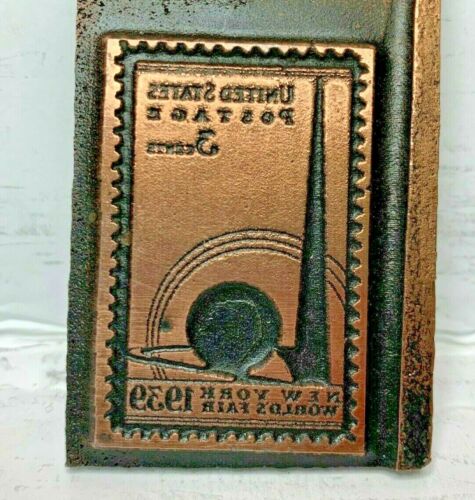 UNITED STATES
POSTAGE
3 CENTS
NEW YORK
WORLDS FAIR
1939